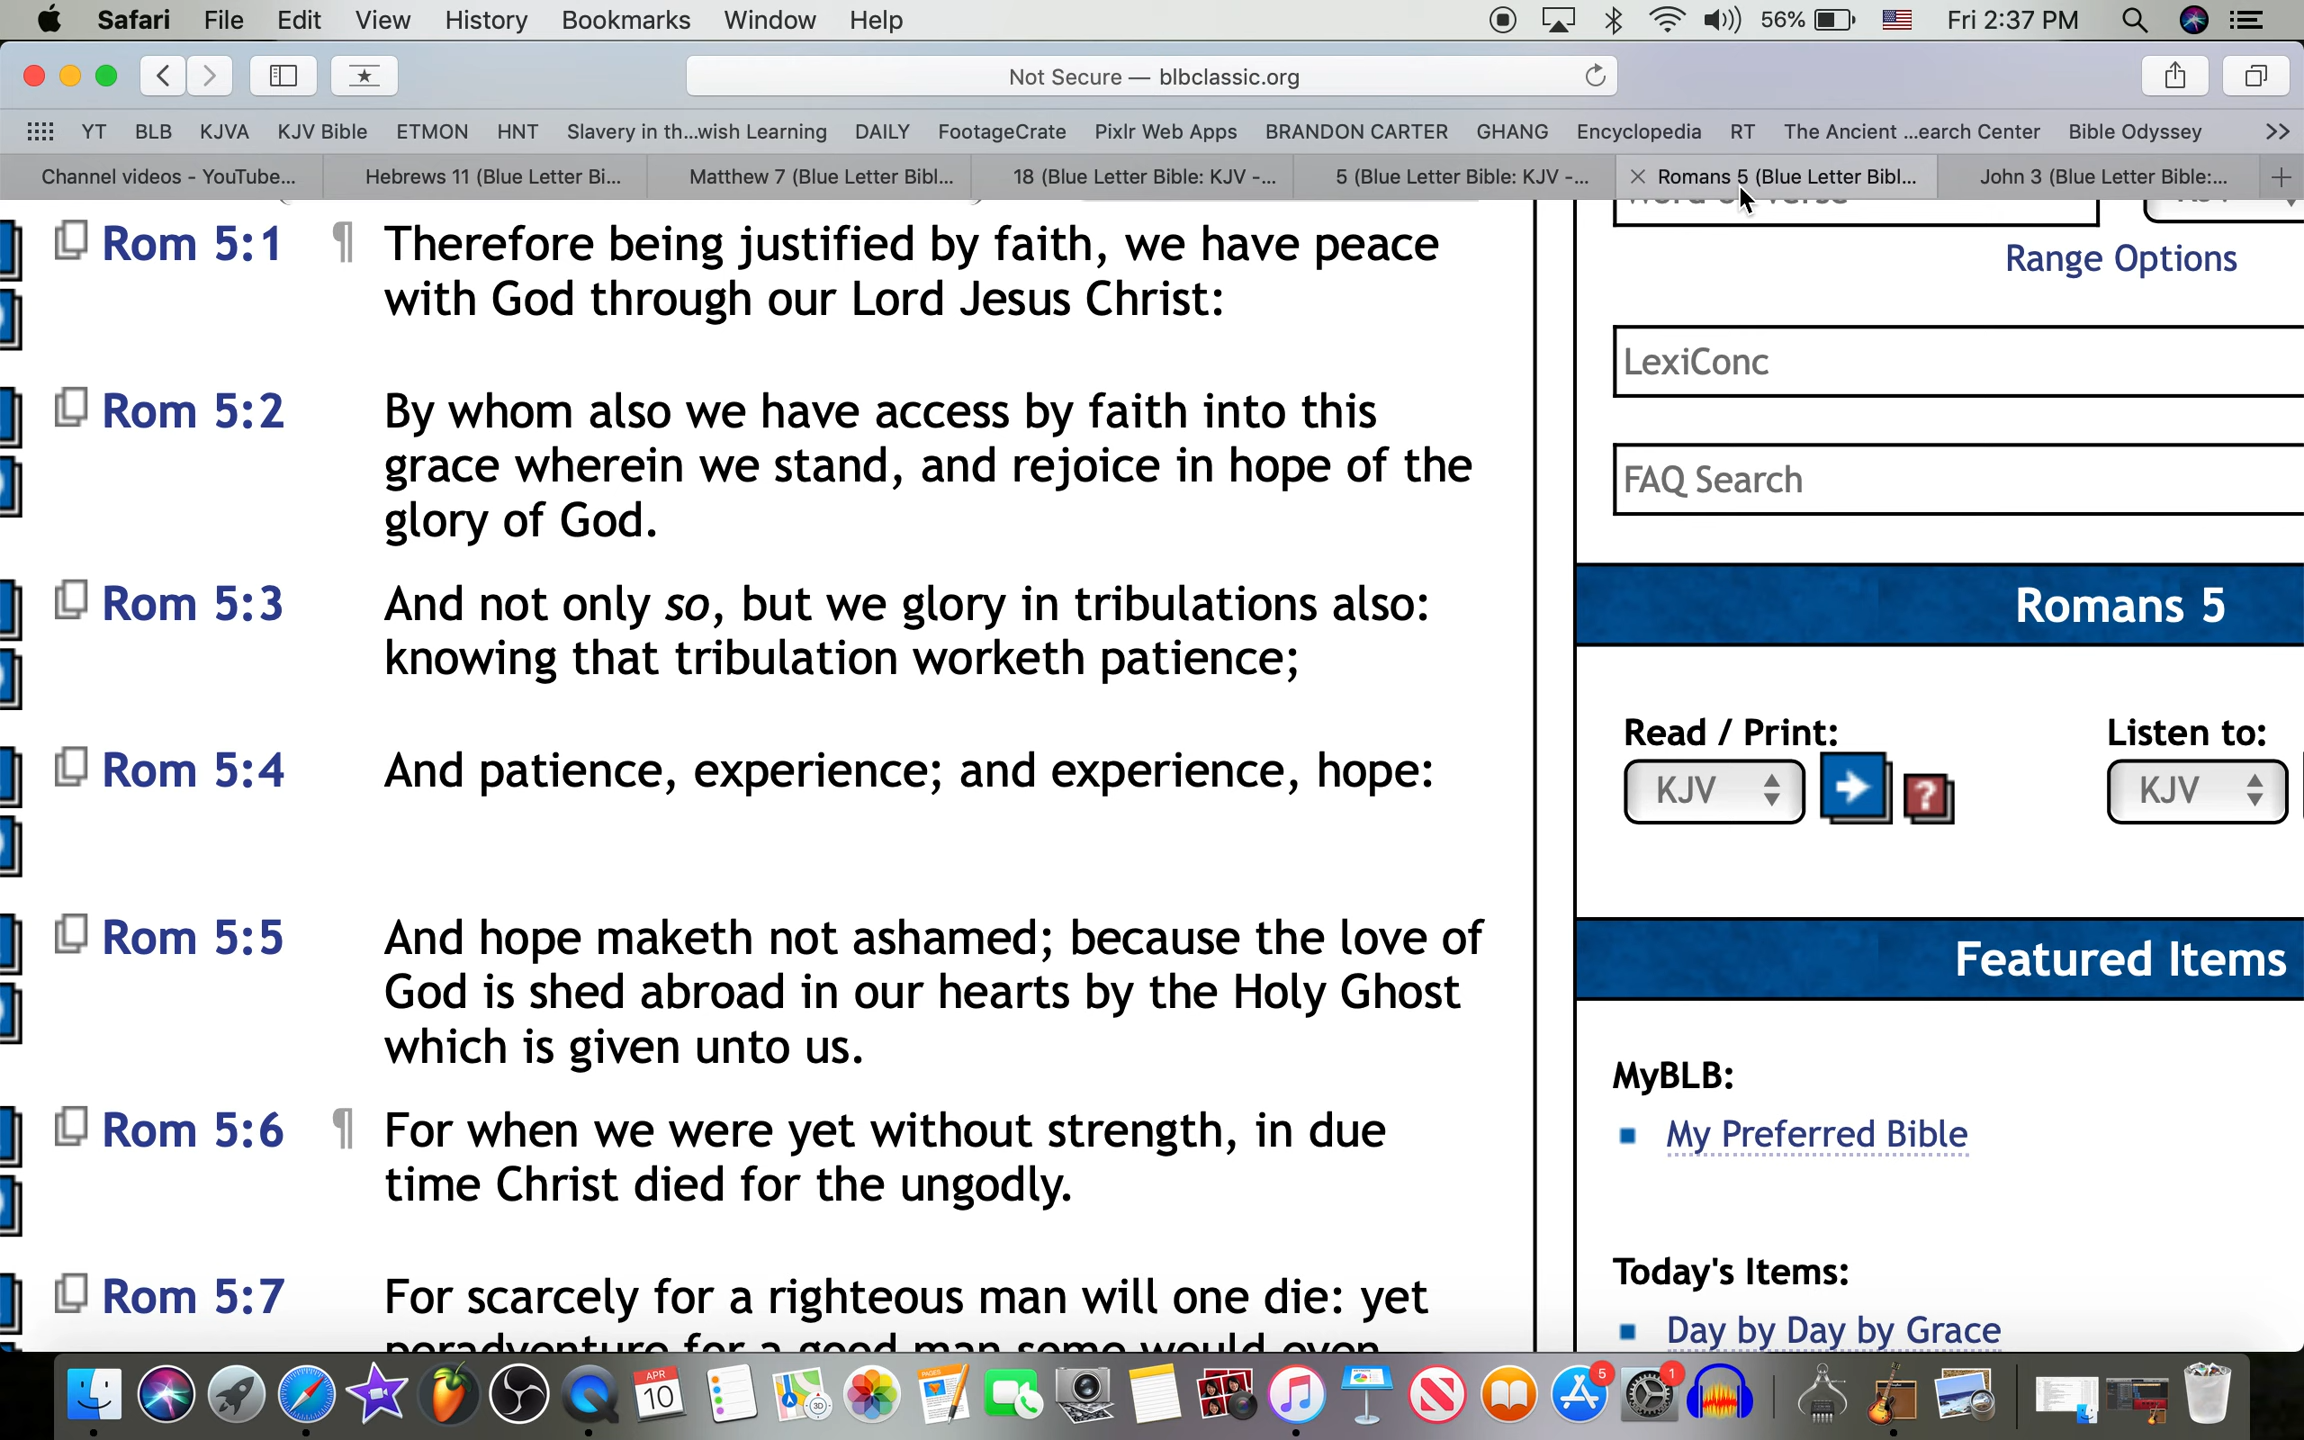 Safari File Edit View History Bookmarks Window Help 56% Fri 2:37 PM
Not Secure — blbclassic.org
YT BLB KJVA KJV Bible ETMON HNT Slavery in th...wish Learning DAILY FootageCrate Pixlr Web Apps BRANDON CARTER GHANG Encyclopedia RT The Ancient ...earch Center Bible Odyssey >>
Channel videos - YouTube... Hebrews 11 (Blue Letter Bi... Matthew 7 (Blue Letter Bibl... 18 (Blue Letter Bible: KJV -... 5 (Blue Letter Bible: KJV -... Romans 5 (Blue Letter Bibl... John 3 (Blue Letter Bible:...
Rom 5:1 ¶ Therefore being justified by faith, we have peace
with God through our Lord Jesus Christ:
Rom 5:2 By whom also we have access by faith into this
grace wherein we stand, and rejoice in hope of the
glory of God.
Rom 5:3 And not only so, but we glory in tribulations also:
knowing that tribulation worketh patience;
Rom 5:4 And patience, experience; and experience, hope:
Rom 5:5 And hope maketh not ashamed; because the love of
God is shed abroad in our hearts by the Holy Ghost
which is given unto us.
Rom 5:6 ¶ For when we were yet without strength, in due
time Christ died for the ungodly.
Rom 5:7 For scarcely for a righteous man will one die: yet
peradventure for a good man some would even
Range Options
LexiConc
FAQ Search
Romans 5
Read / Print: Listen to:
KJV ? KJV
Featured Items
MyBLB:
My Preferred Bible
Today's Items:
Day by Day by Grace
APR
10
3D
5
1